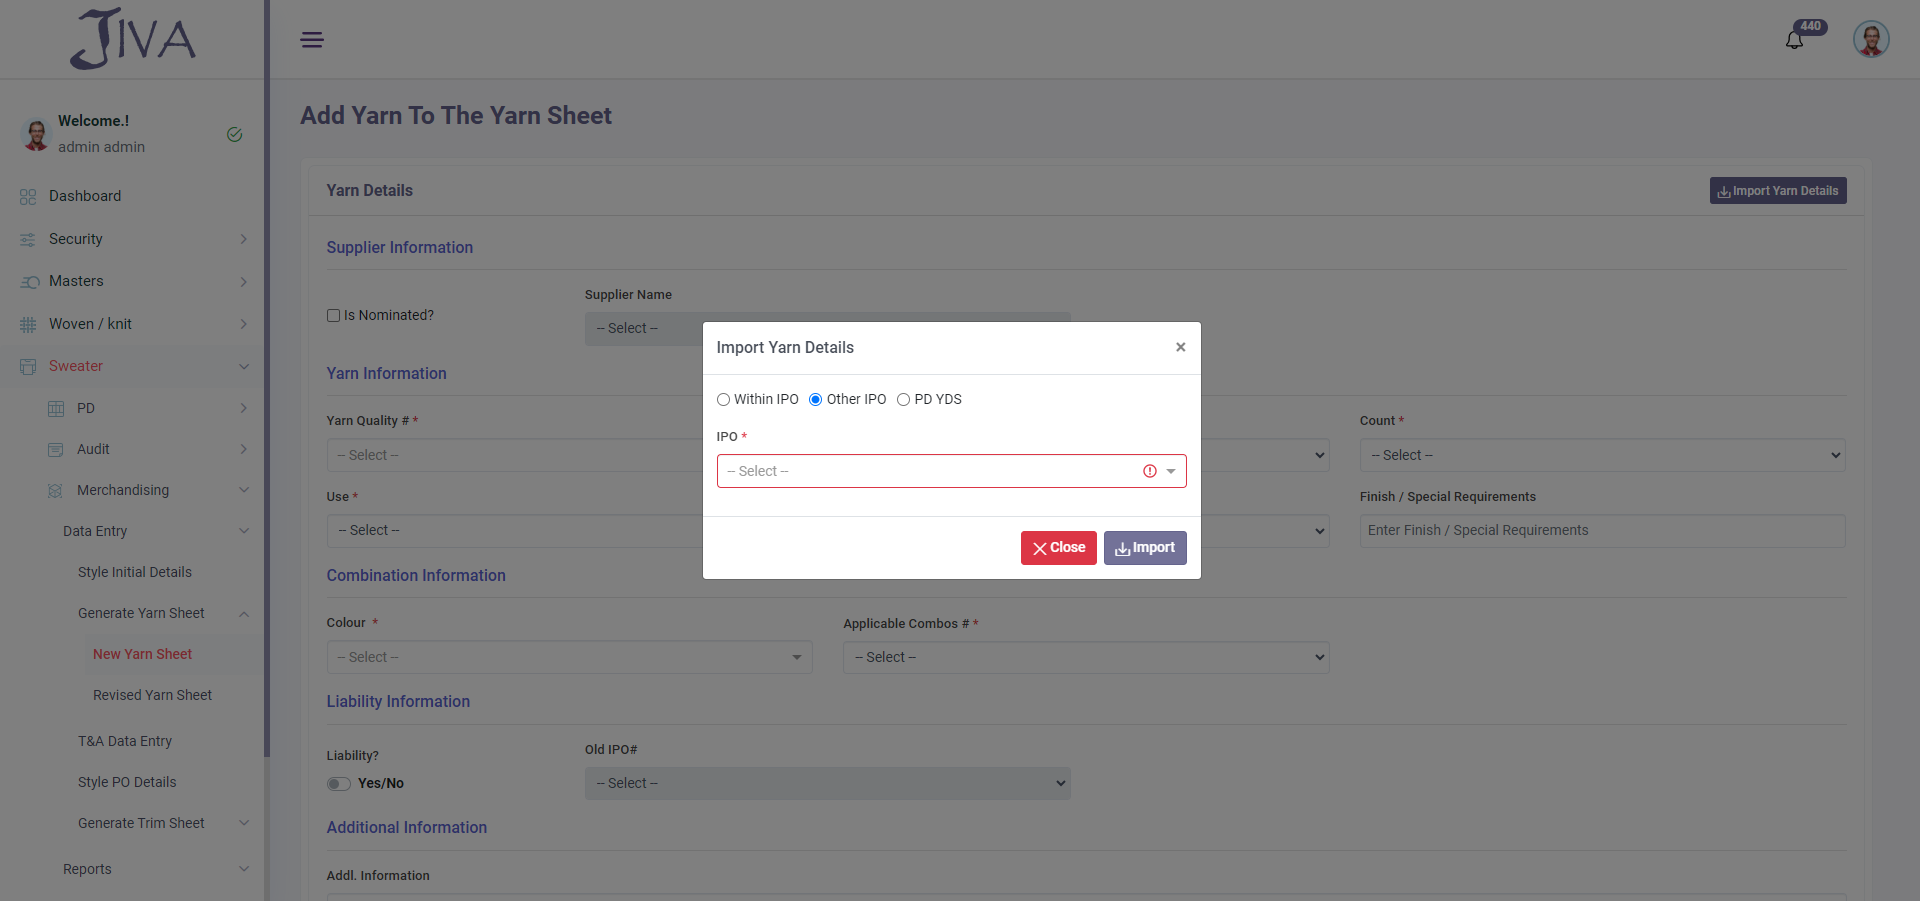 JIVA
440
Welcome.!
admin admin
Dashboard
Security
Masters
Woven / knit
Sweater
PD
Audit
Merchandising
Data Entry
Style Initial Details
Generate Yarn Sheet
New Yarn Sheet
Revised Yarn Sheet
T&A Data Entry
Style PO Details
Generate Trim Sheet
Reports
Add Yarn To The Yarn Sheet
Yarn Details
Import Yarn Details
Supplier Information
Is Nominated?
Supplier Name
-- Select --
Yarn Information
Yarn Quality # *
-- Select --
Count *
-- Select --
Use *
-- Select --
Finish / Special Requirements
Enter Finish / Special Requirements
Combination Information
Colour *
-- Select --
Applicable Combos # *
-- Select --
Liability Information
Liability?
Yes/No
Old IPO#
-- Select --
Additional Information
Addl. Information
Import Yarn Details
×
Within IPO Other IPO PD YDS
IPO *
-- Select --
Close Import